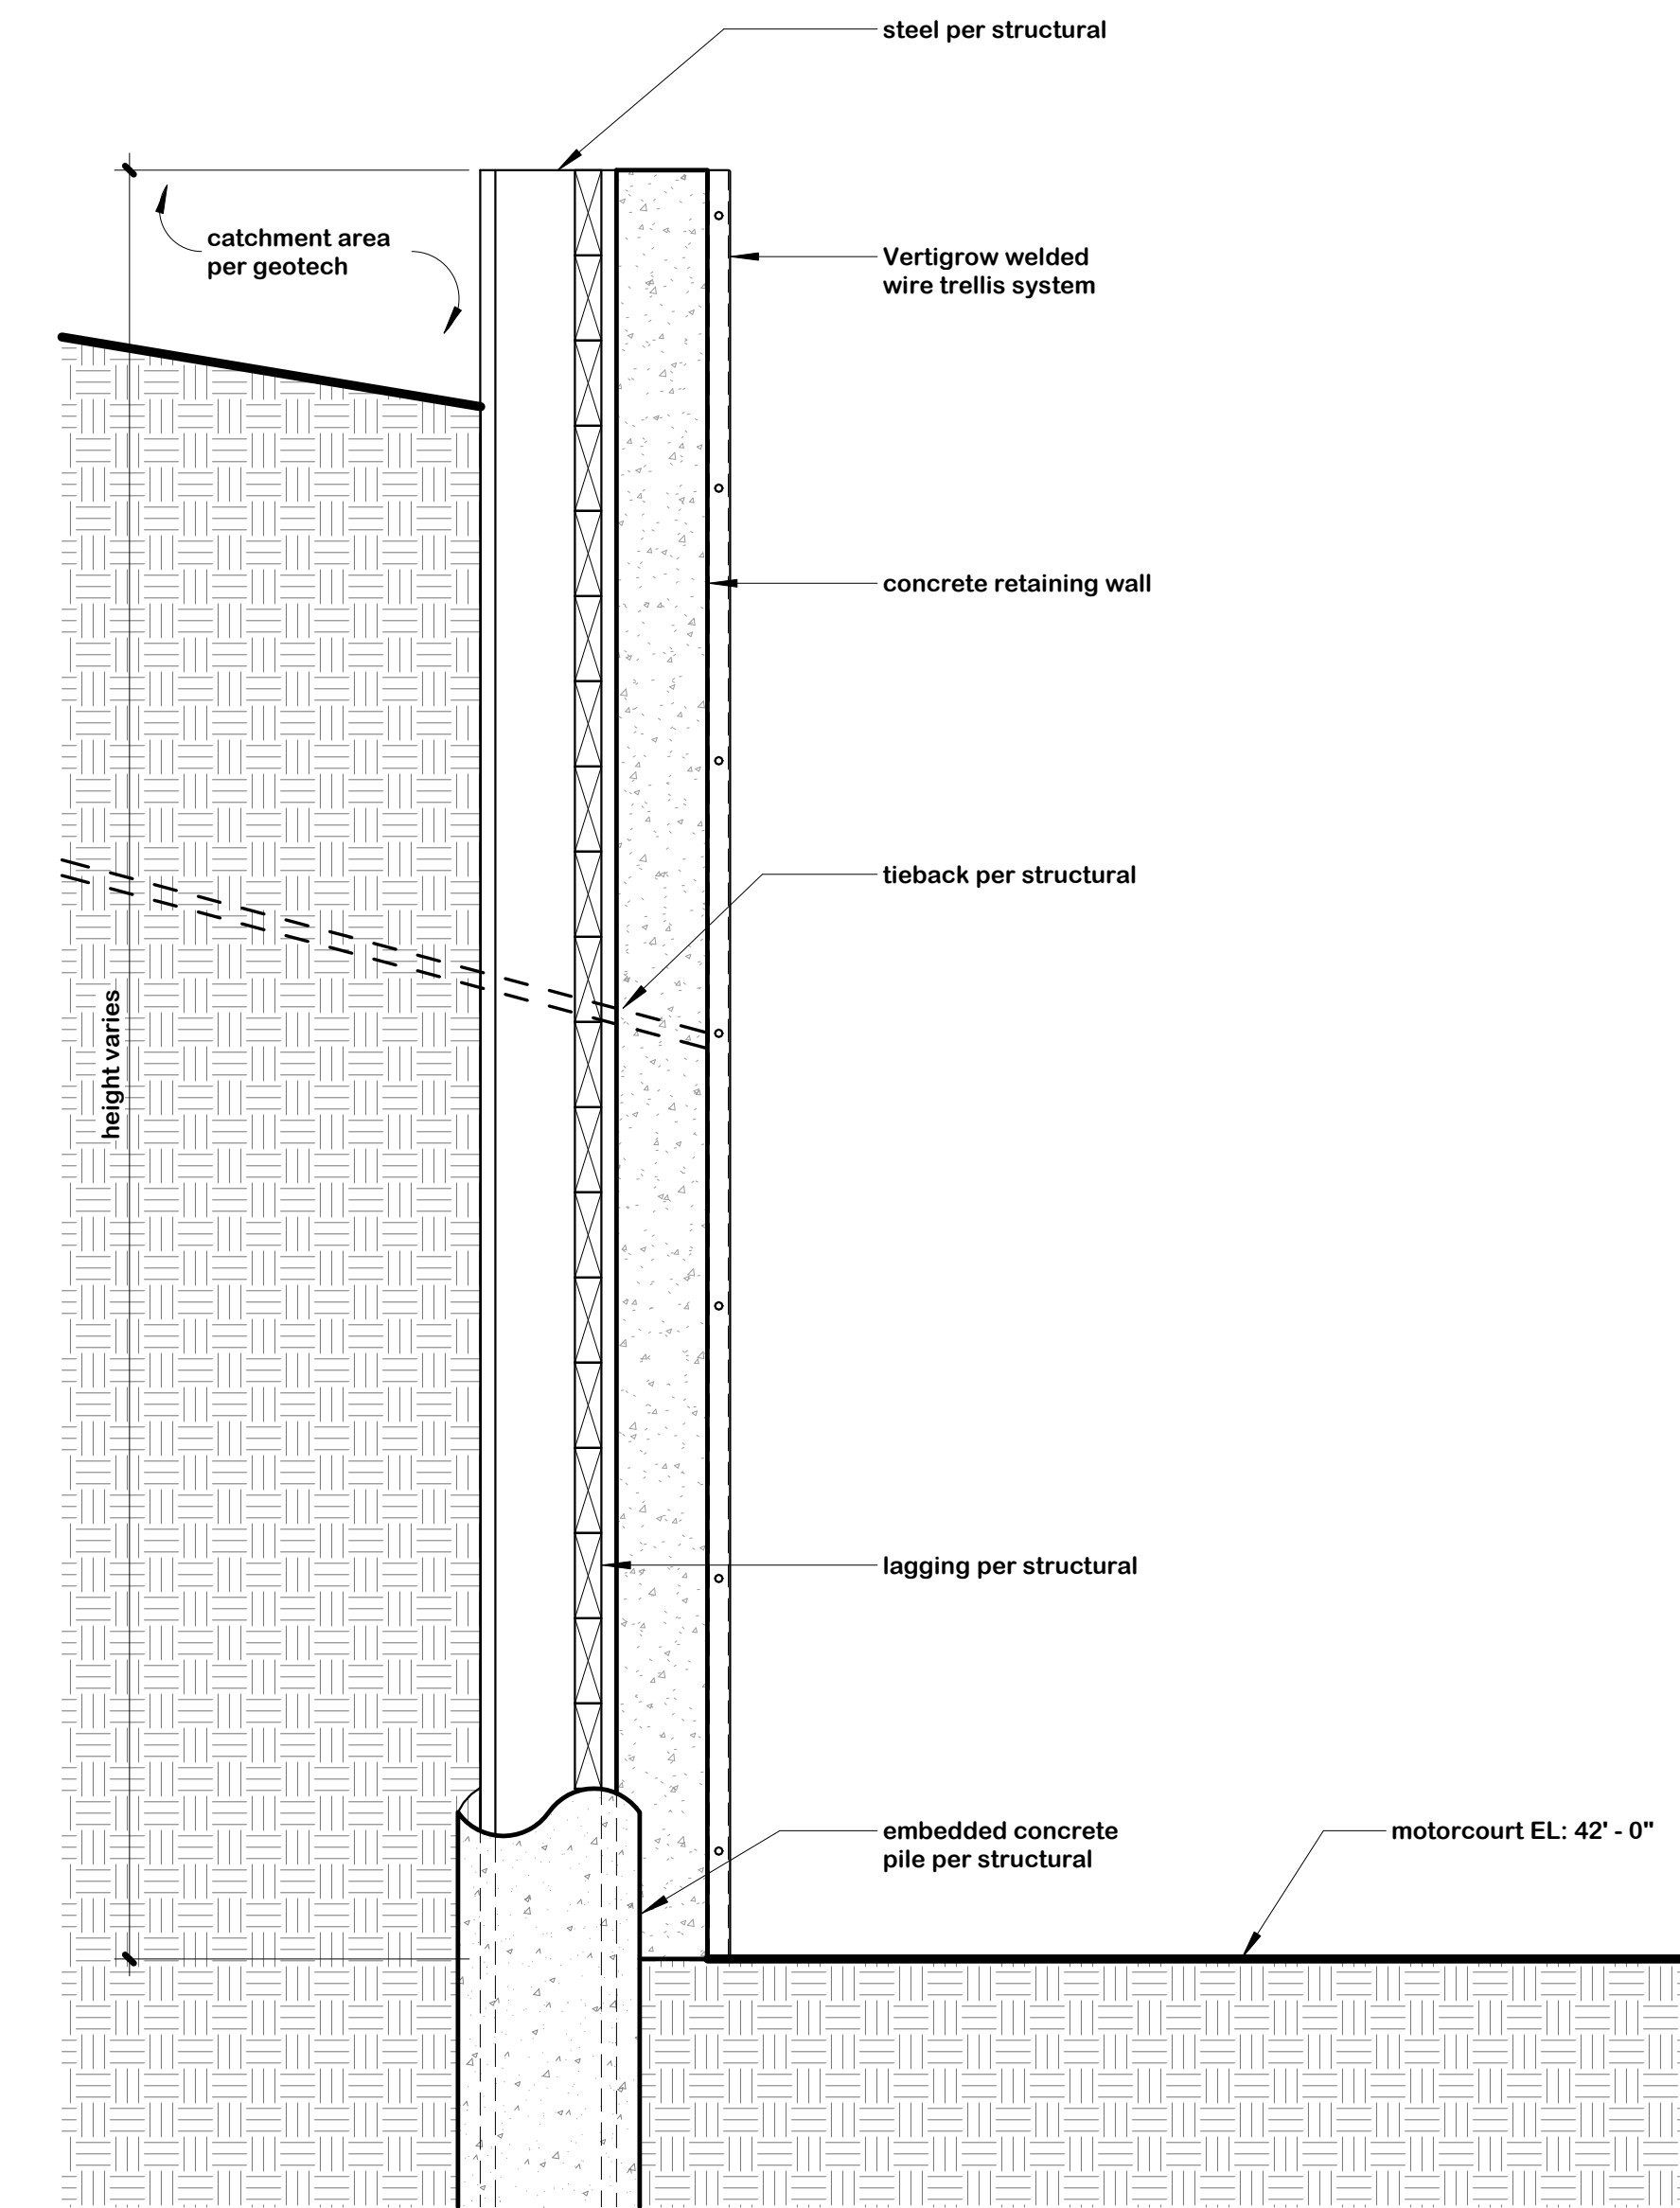 steel per structural
catchment area
per geotech
Vertigrow welded
wire trellis system
concrete retaining wall
tieback per structural
height varies
lagging per structural
embedded concrete
pile per structural
motorcourt EL: 42' - 0"